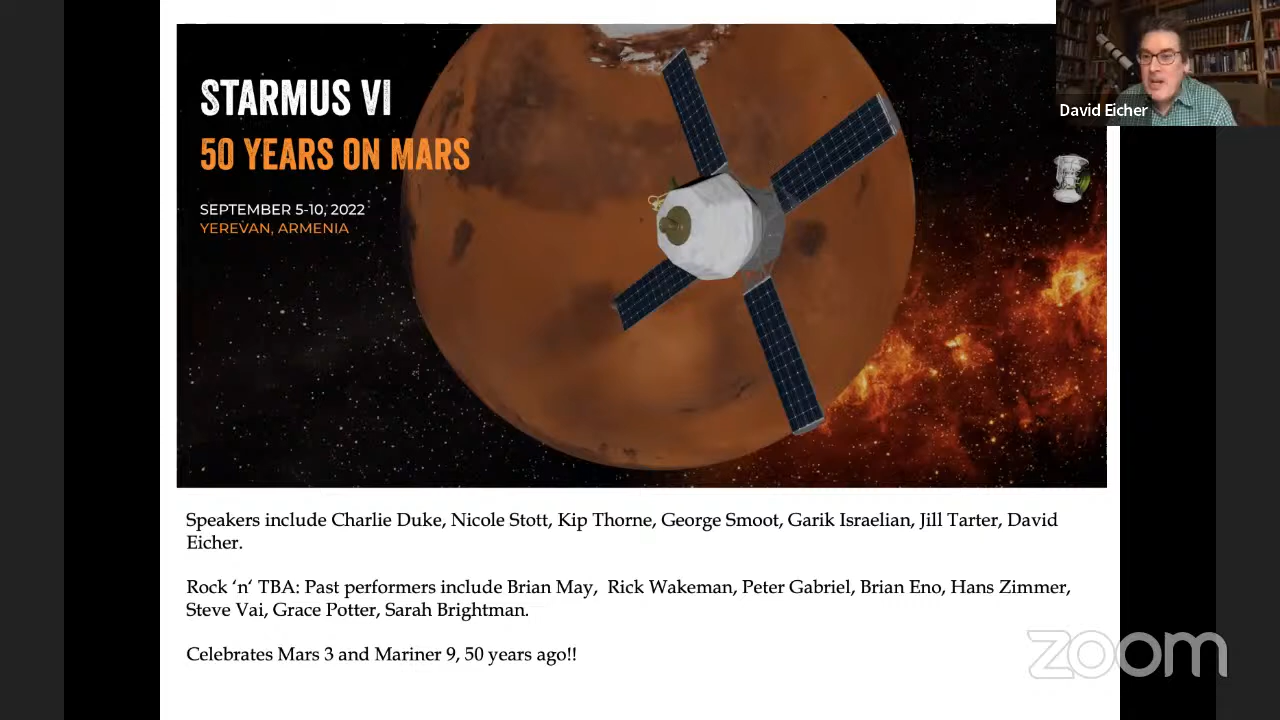 STARMUS VI
50 YEARS ON MARS
SEPTEMBER 5-10, 2022
YEREVAN, ARMENIA
David Eicher
Speakers include Charlie Duke, Nicole Stott, Kip Thorne, George Smoot, Garik Israelian, Jill Tarter, David
Eicher.
Rock ‘n‘ TBA: Past performers include Brian May,  Rick Wakeman, Peter Gabriel, Brian Eno, Hans Zimmer,
Steve Vai, Grace Potter, Sarah Brightman.
Celebrates Mars 3 and Mariner 9, 50 years ago!!
zoom